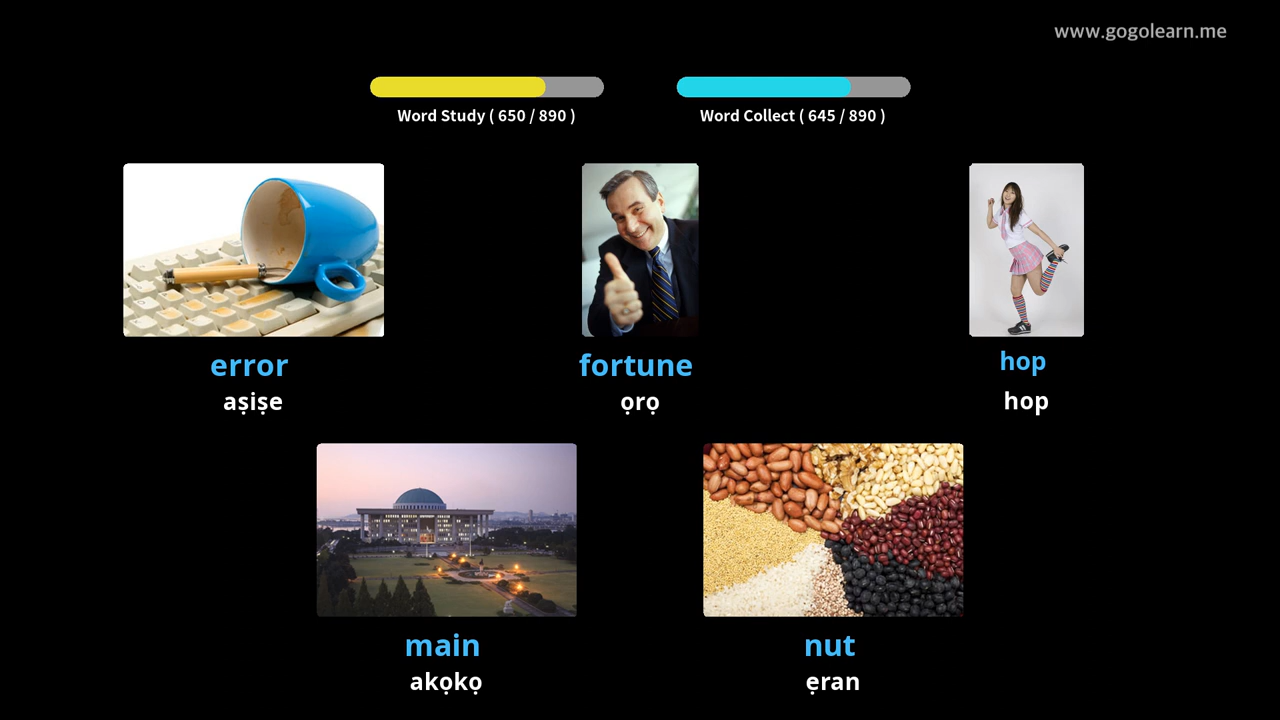 www.gogolearn.me
Word Study ( 650 / 890 )
Word Collect ( 645 / 890 )
error
fortune
hop
aṣiṣe
ọrọ
hop
main
nut
akọkọ
ẹran